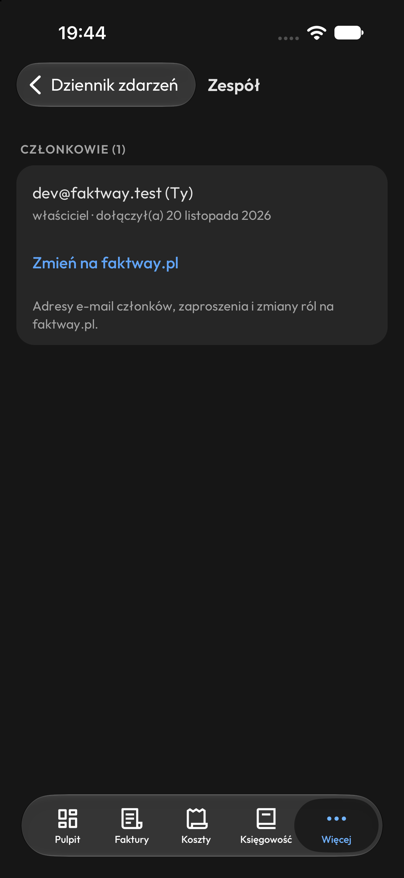 19:44
Dziennik zdarzeń
Zespół
CZŁONKOWIE (1)
dev@faktway.test (Ty)
właściciel · dołączył(a) 20 listopada 2026
Zmień na faktway.pl
Adresy e-mail członków, zaproszenia i zmiany ról na
faktway.pl.
Pulpit
Faktury
Koszty
Księgowość
Więcej